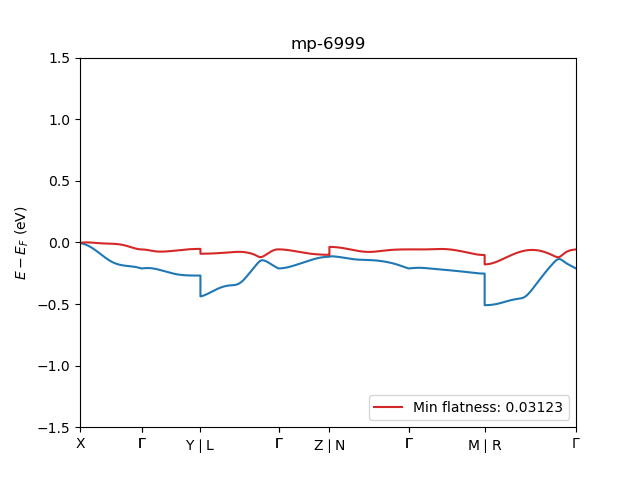 mp-6999
E − E_F (eV)
1.5
1.0
0.5
0.0
−0.5
−1.0
−1.5
Min flatness: 0.03123
X Γ Y | L Γ Z | N Γ M | R Γ